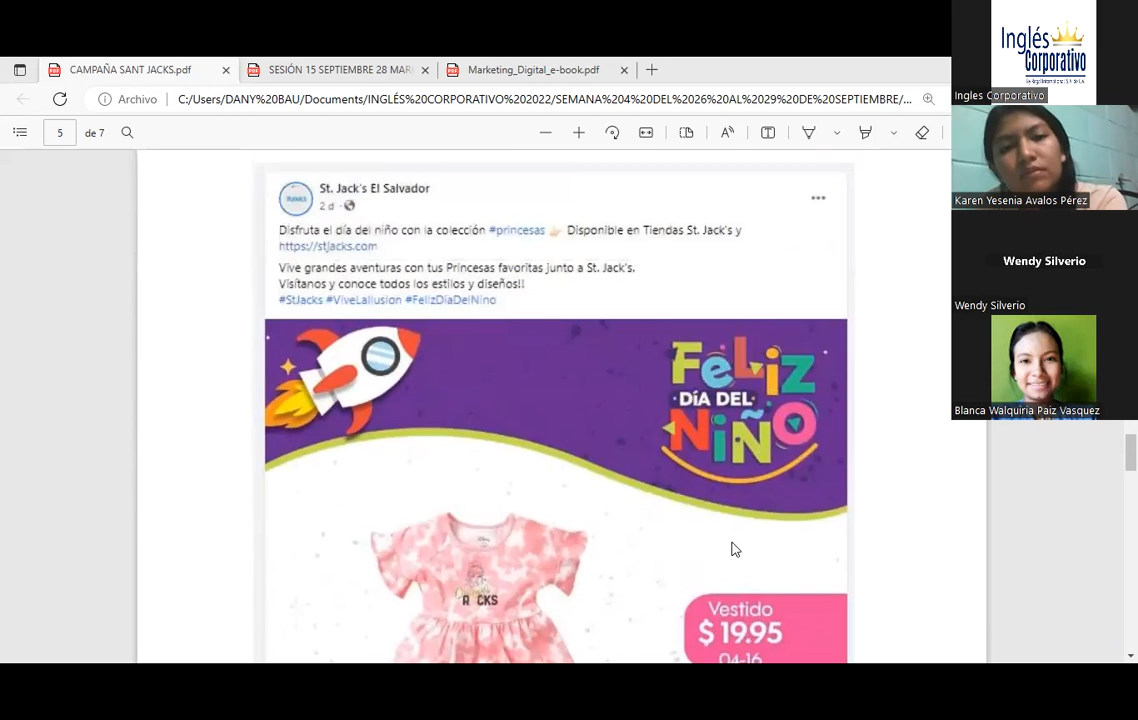 CAMPAÑA SANT JACKS.pdf
SESIÓN 15 SEPTIEMBRE 28 MAR
Marketing_Digital_e-book.pdf
Archivo
C:/Users/DANY%20BAU/Documents/INGLÉS%20CORPORATIVO%202022/SEMANA%204%20DEL%2026%20AL%2029%20DE%20SEPTIEMBRE/...
5
de 7
St. Jack's El Salvador
2 d
Disfruta el día del niño con la colección #princesas Disponible en Tiendas St. Jack's y
https://stjacks.com
Vive grandes aventuras con tus Princesas favoritas junto a St. Jack's.
Visítanos y conoce todos los estilos y diseños!!
#StJacks #ViveLaIlusion #FelizDiaDelNino
FELIZ
DÍA DEL
NIÑO
Vestido
$ 19.95
04-16
Inglés
Corporativo
Ingles Corporativo
Karen Yesenia Avalos Pérez
Wendy Silverio
Wendy Silverio
Blanca Walquiria Paiz Vasquez